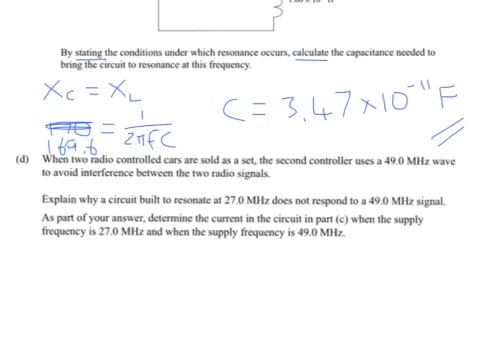 By stating the conditions under which resonance occurs, calculate the capacitance needed to
bring the circuit to resonance at this frequency.
X_C = X_L
169.6 = 1/2πfC
C = 3.47 × 10⁻¹¹ F
(d) When two radio controlled cars are sold as a set, the second controller uses a 49.0 MHz wave
to avoid interference between the two radio signals.
Explain why a circuit built to resonate at 27.0 MHz does not respond to a 49.0 MHz signal.
As part of your answer, determine the current in the circuit in part (c) when the supply
frequency is 27.0 MHz and when the supply frequency is 49.0 MHz.